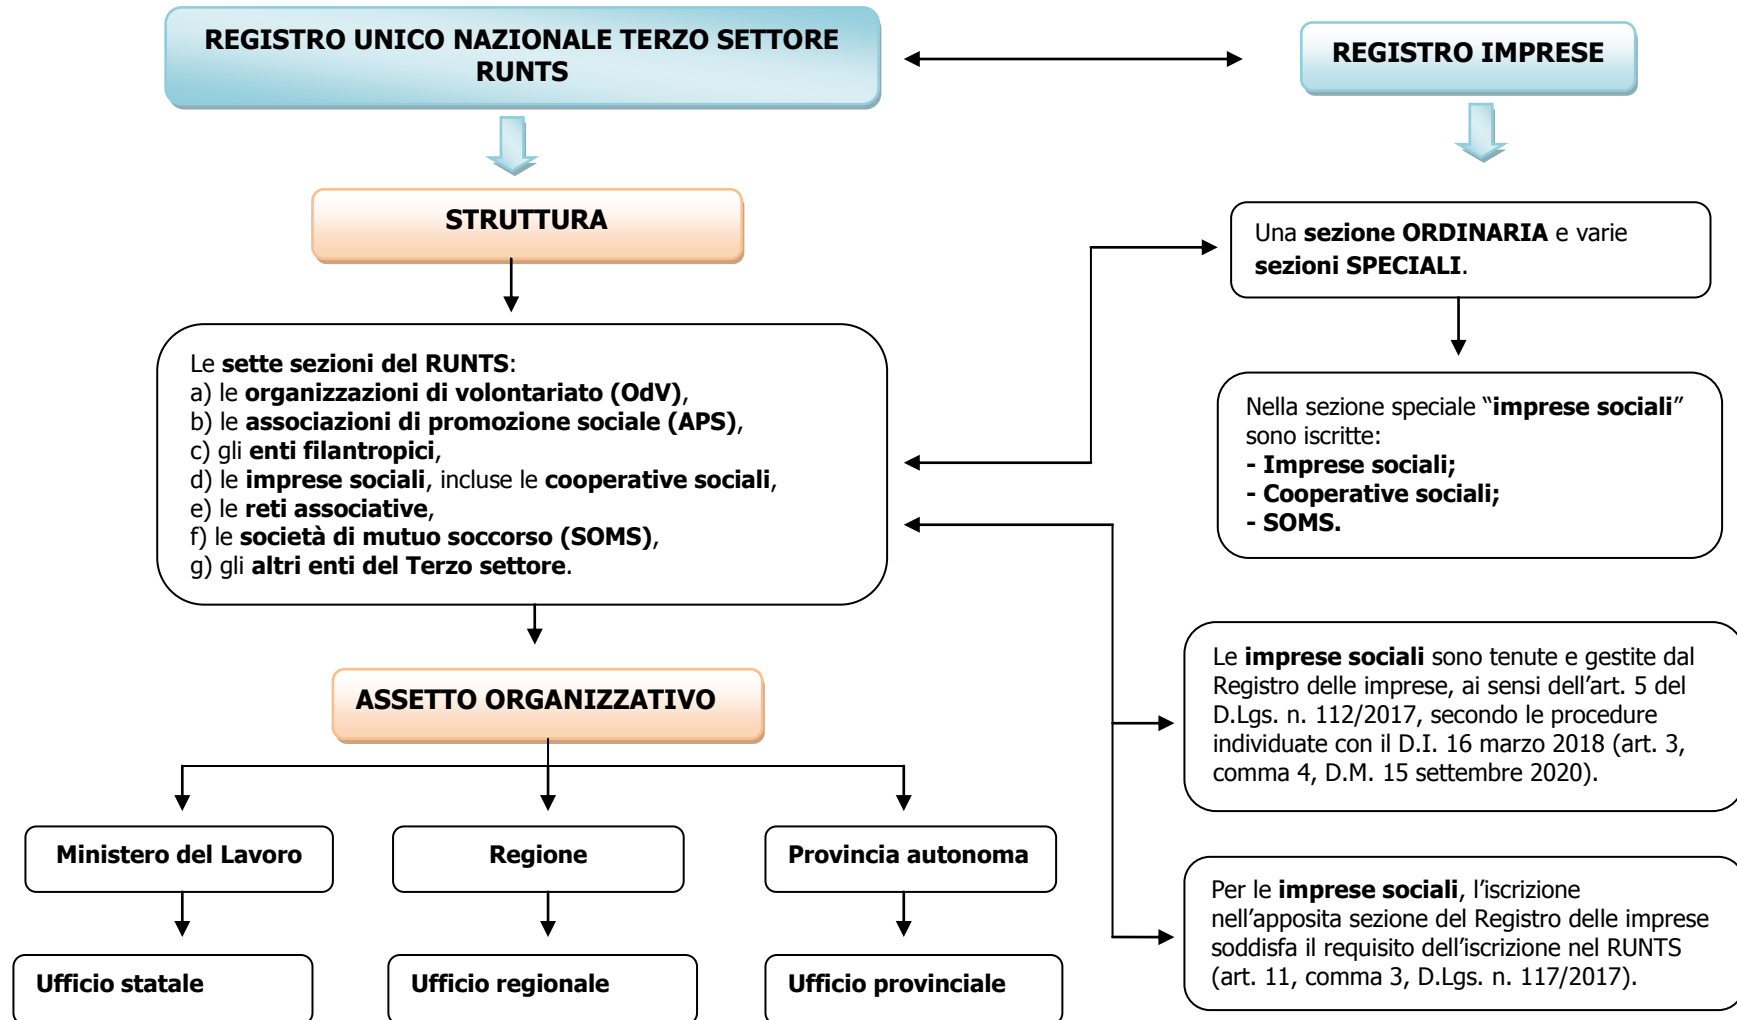 REGISTRO UNICO NAZIONALE TERZO SETTORE
RUNTS
REGISTRO IMPRESE
STRUTTURA
Una sezione ORDINARIA e varie
sezioni SPECIALI.
Le sette sezioni del RUNTS:
a) le organizzazioni di volontariato (OdV),
b) le associazioni di promozione sociale (APS),
c) gli enti filantropici,
d) le imprese sociali, incluse le cooperative sociali,
e) le reti associative,
f) le società di mutuo soccorso (SOMS),
g) gli altri enti del Terzo settore.
Nella sezione speciale “imprese sociali”
sono iscritte:
- Imprese sociali;
- Cooperative sociali;
- SOMS.
Le imprese sociali sono tenute e gestite dal
Registro delle imprese, ai sensi dell’art. 5 del
D.Lgs. n. 112/2017, secondo le procedure
individuate con il D.I. 16 marzo 2018 (art. 3,
comma 4, D.M. 15 settembre 2020).
ASSETTO ORGANIZZATIVO
Ministero del Lavoro
Regione
Provincia autonoma
Per le imprese sociali, l’iscrizione
nell’apposita sezione del Registro delle imprese
soddisfa il requisito dell’iscrizione nel RUNTS
(art. 11, comma 3, D.Lgs. n. 117/2017).
Ufficio statale
Ufficio regionale
Ufficio provinciale